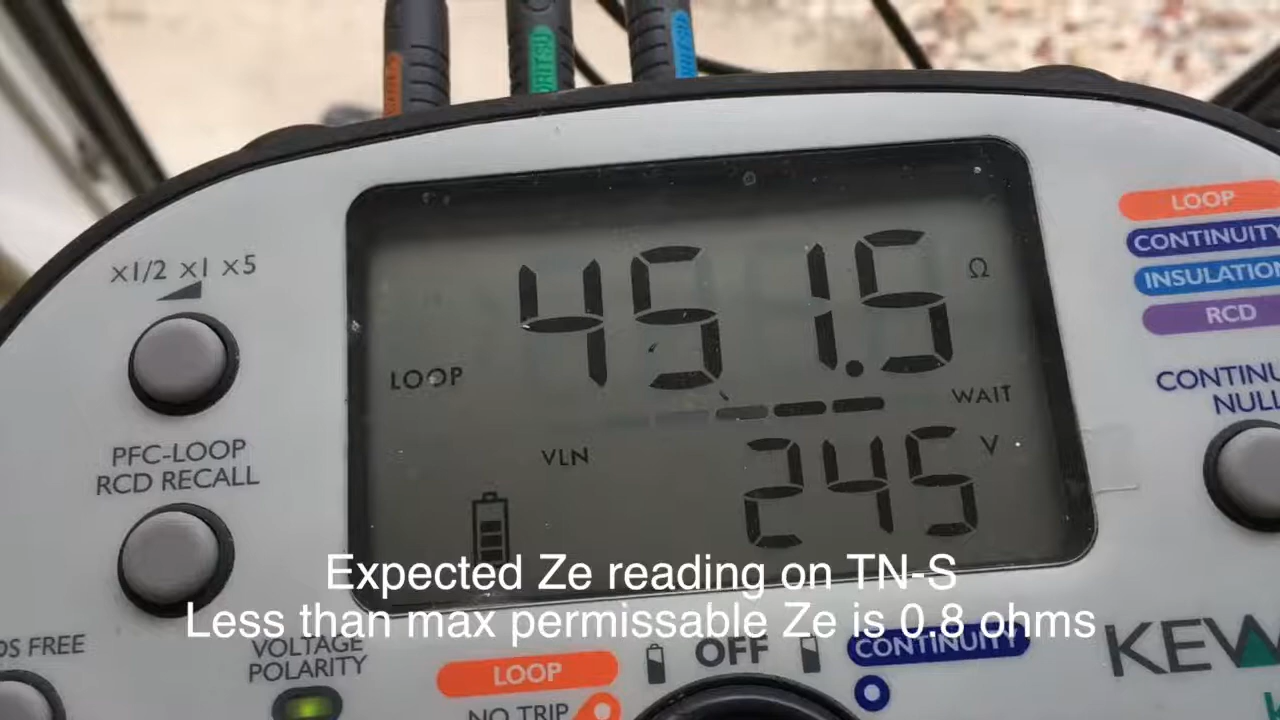 ORITSU
x1/2 x1 x5
LOOP
CONTINUITY
INSULATION
RCD
451.5 Ω
LOOP
WAIT
CONTINU
NULL
PFC-LOOP
RCD RECALL
VLN
245 V
Expected Ze reading on TN-S
Less than max permissable Ze is 0.8 ohms
DS FREE
VOLTAGE
POLARITY
LOOP
OFF
CONTINUITY
KEW
NO TRIP